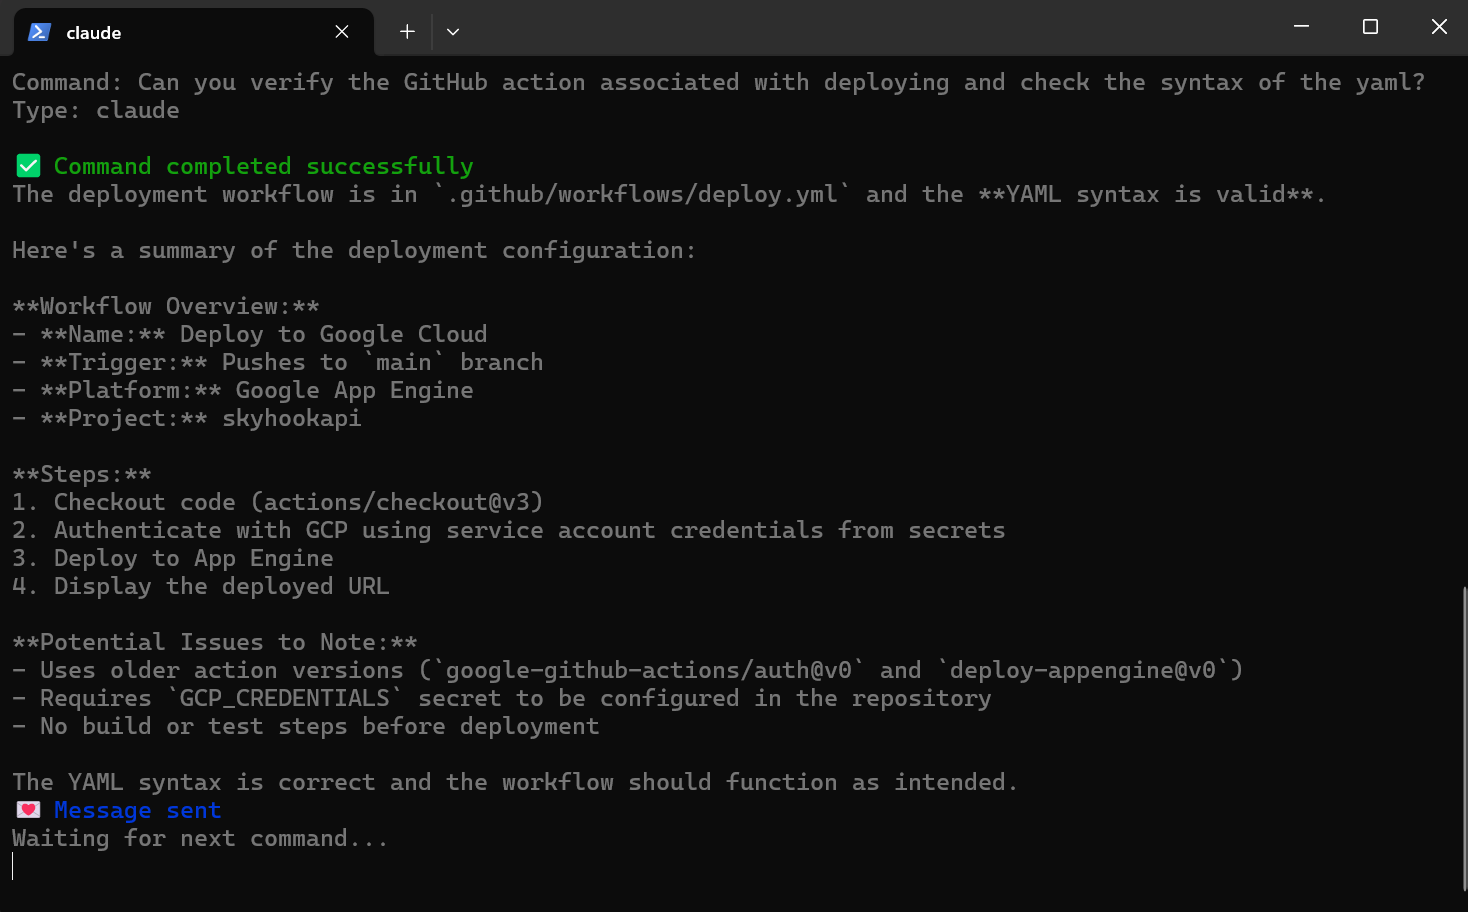 claude
Command: Can you verify the GitHub action associated with deploying and check the syntax of the yaml?
Type: claude
✅ Command completed successfully
The deployment workflow is in `.github/workflows/deploy.yml` and the **YAML syntax is valid**.
Here's a summary of the deployment configuration:
**Workflow Overview:**
- **Name:** Deploy to Google Cloud
- **Trigger:** Pushes to `main` branch
- **Platform:** Google App Engine
- **Project:** skyhookapi
**Steps:**
1. Checkout code (actions/checkout@v3)
2. Authenticate with GCP using service account credentials from secrets
3. Deploy to App Engine
4. Display the deployed URL
**Potential Issues to Note:**
- Uses older action versions (`google-github-actions/auth@v0` and `deploy-appengine@v0`)
- Requires `GCP_CREDENTIALS` secret to be configured in the repository
- No build or test steps before deployment
The YAML syntax is correct and the workflow should function as intended.
💌 Message sent
Waiting for next command...